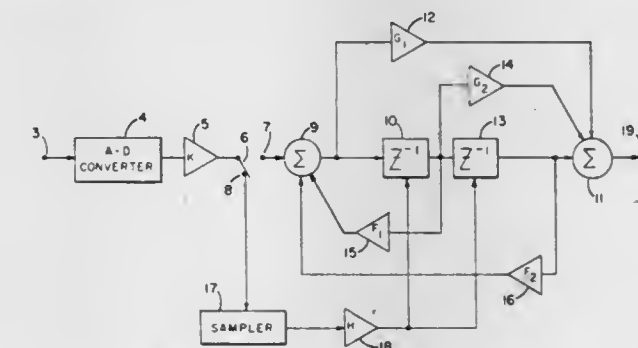 12
G1
14
G2
3
4
A-D
CONVERTER
5
K
6
8
7
9
Σ
10
Z⁻¹
13
Z⁻¹
19
Σ
11
F1
15
F2
16
17
SAMPLER
H
18